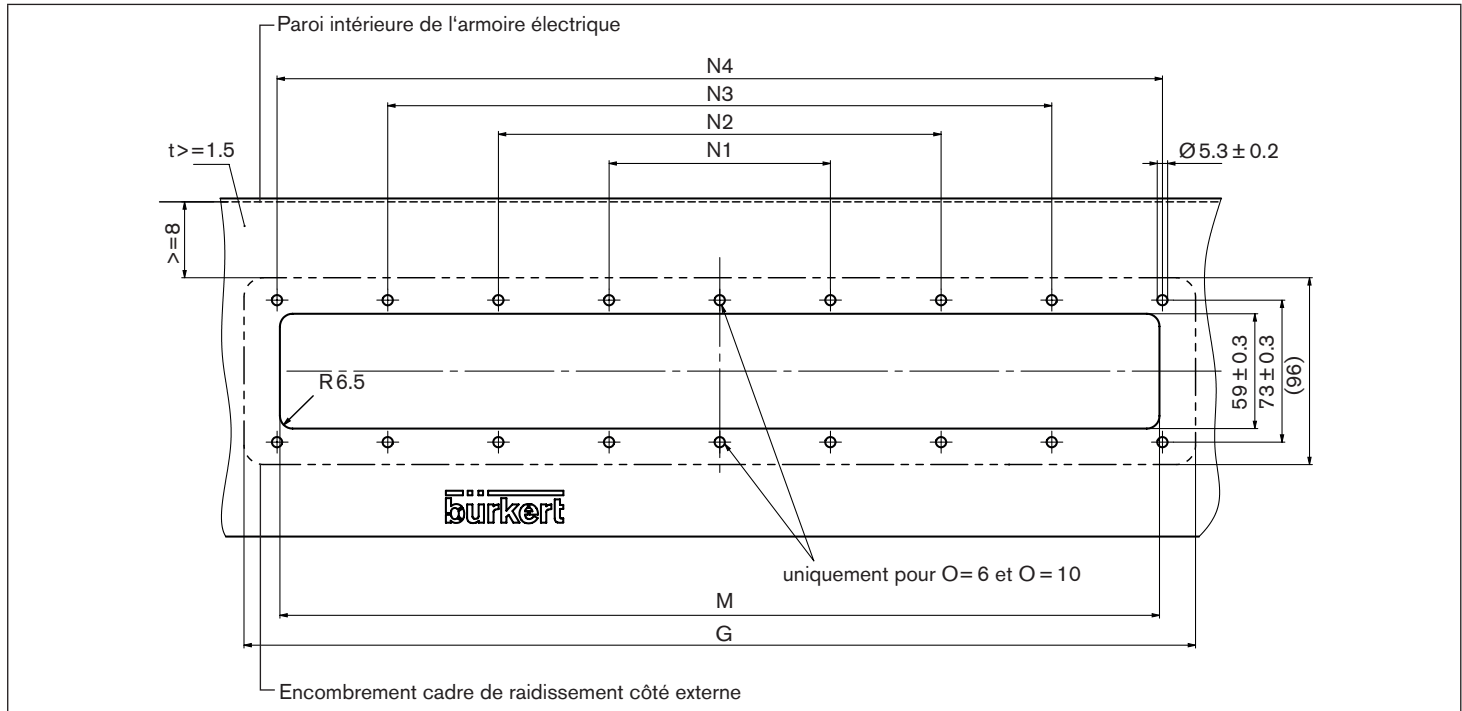 Paroi intérieure de l‘armoire électrique
N4
N3
N2
N1
t>=1.5
Ø5.3±0.2
>=8
R6.5
59±0.3
73±0.3
(96)
bürkert
uniquement pour O=6 et O=10
M
G
Encombrement cadre de raidissement côté externe